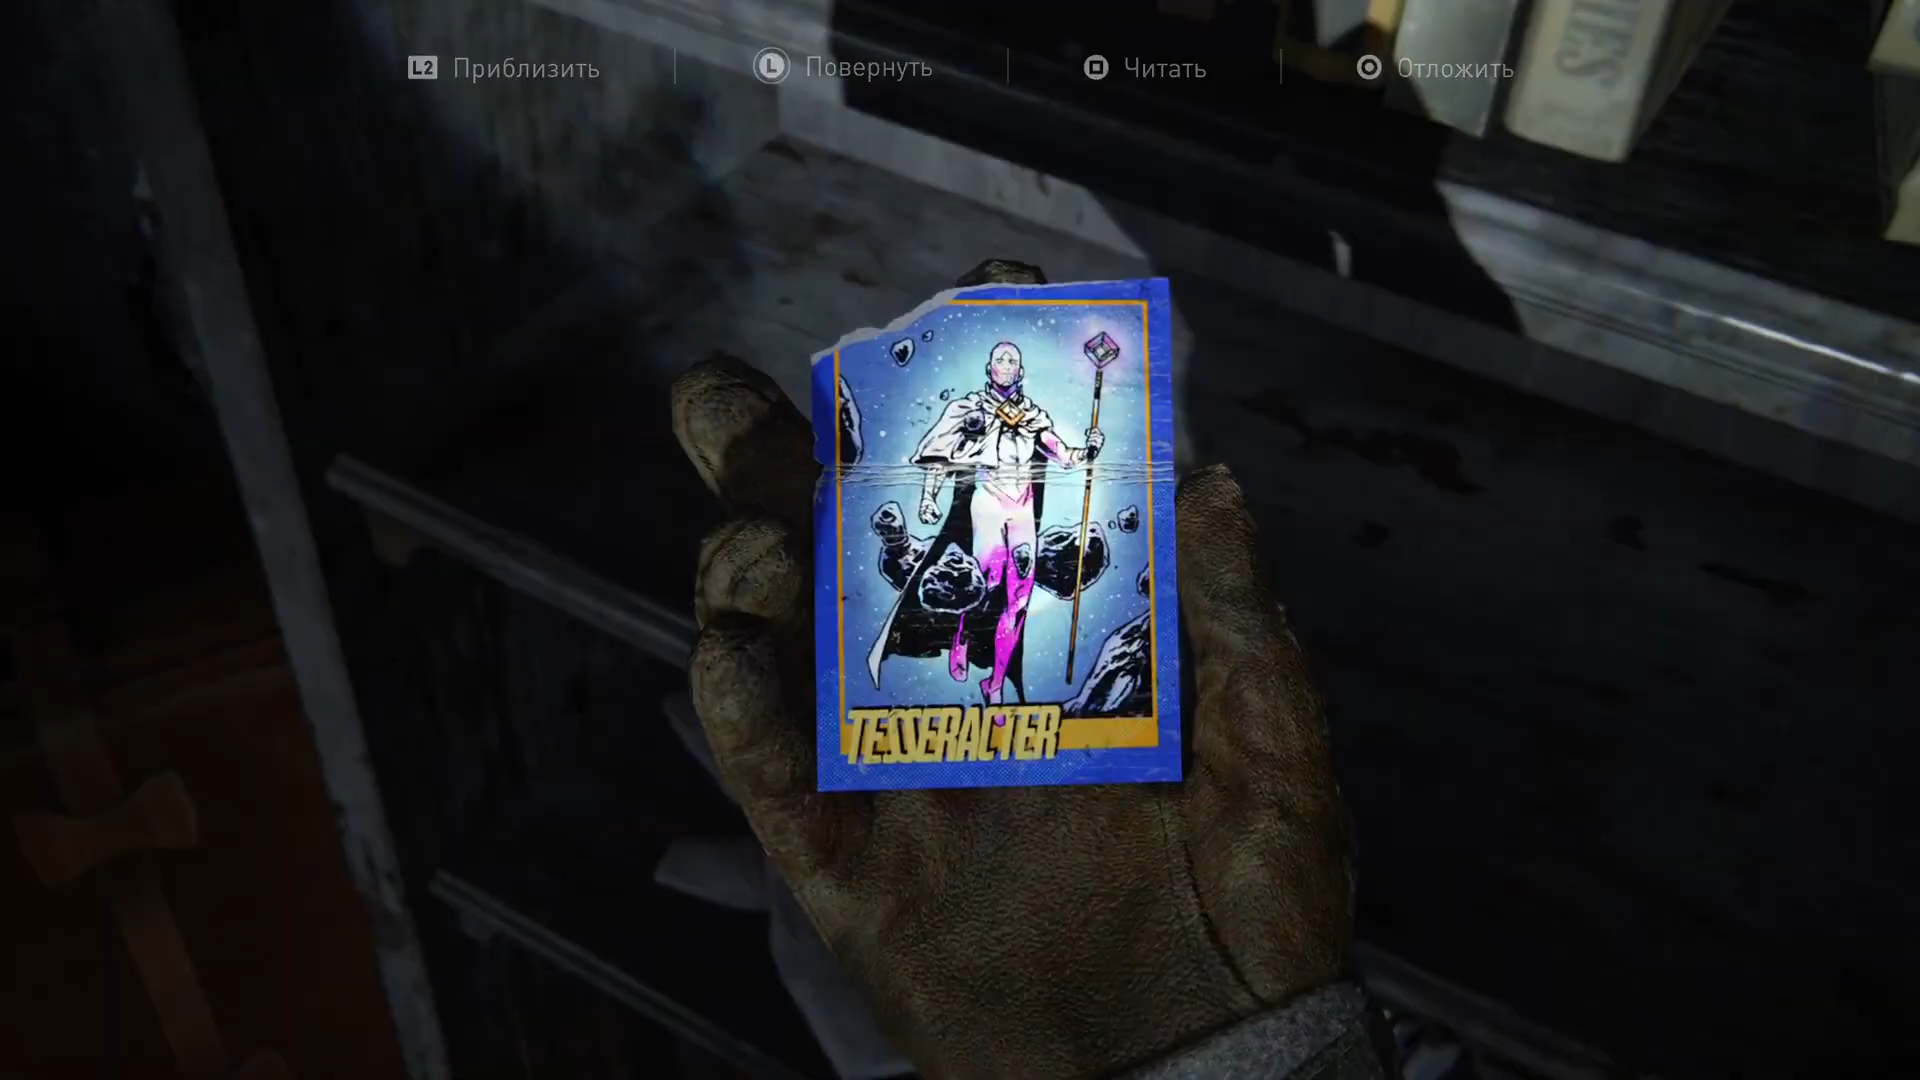 L2 Приблизить
L Повернуть
Читать
Отложить
TESSERACTER